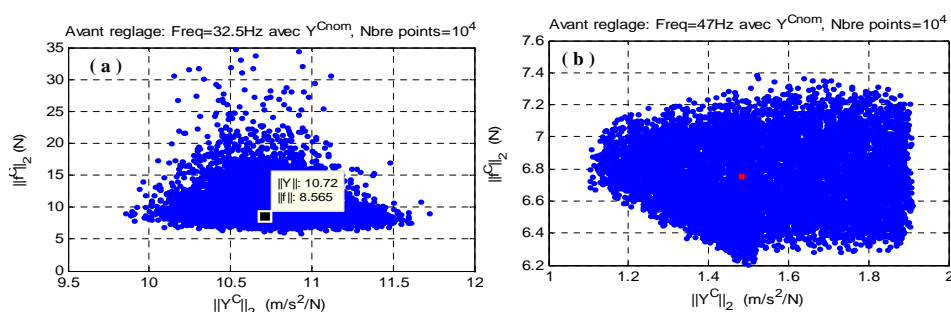 Avant reglage: Freq=32.5Hz avec Y^Cnom, Nbre points=10^4
( a )
||f^C||_2 (N)
35
30
25
20
15
10
5
0
||Y||: 10.72
||f||: 8.565
9.5 10 10.5 11 11.5 12
||Y^C||_2 (m/s^2/N)
Avant reglage: Freq=47Hz avec Y^Cnom, Nbre points=10^4
( b )
||f^C||_2 (N)
7.6
7.4
7.2
7
6.8
6.6
6.4
6.2
1 1.2 1.4 1.6 1.8 2
||Y^C||_2 (m/s^2/N)